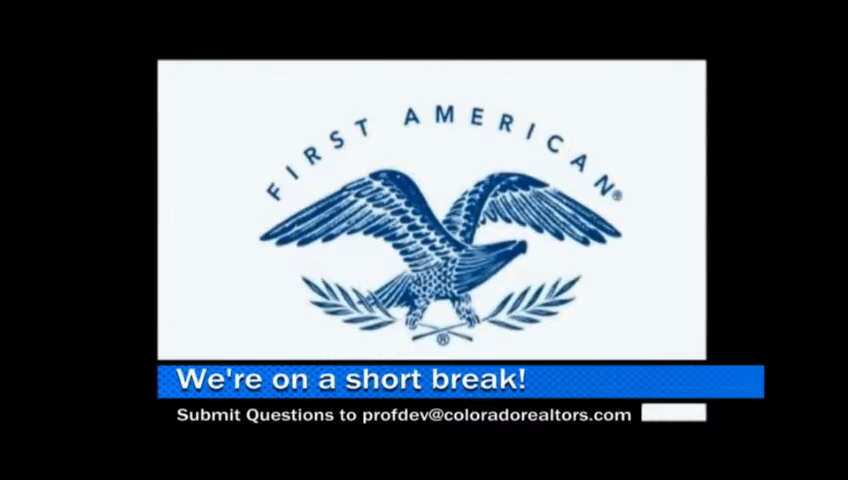 FIRST AMERICAN®
®
We're on a short break!
Submit Questions to profdev@coloradorealtors.com